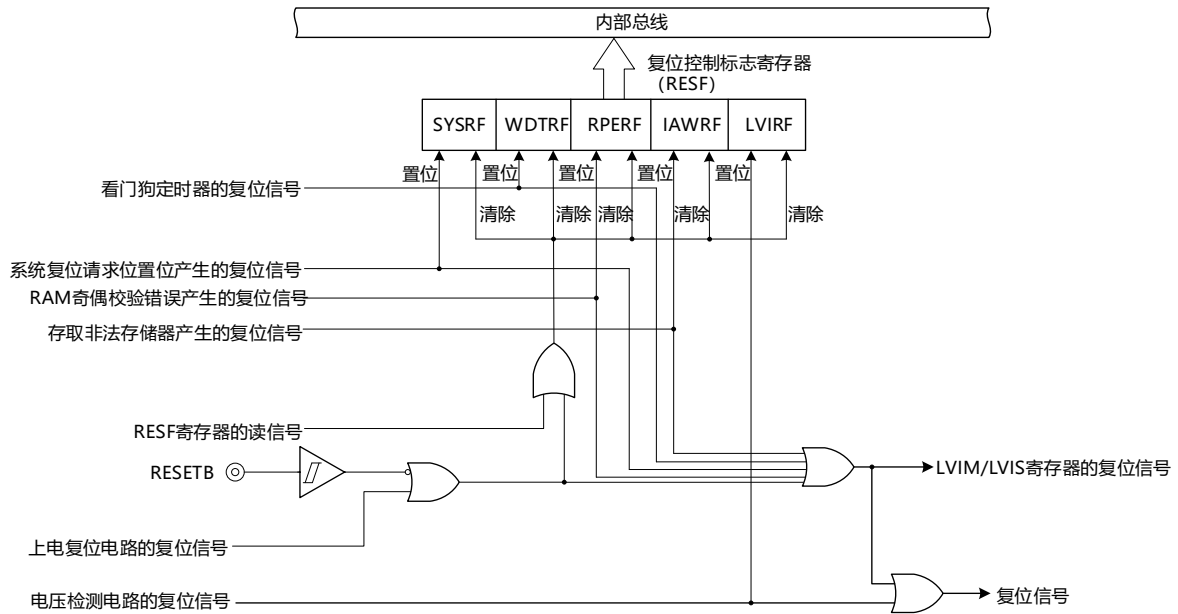 内部总线
复位控制标志寄存器
（RESF）
SYSRF WDTRF RPERF IAWRF LVIRF
置位 置位 置位 置位 置位
看门狗定时器的复位信号
清除 清除 清除 清除 清除
系统复位请求位置位产生的复位信号
RAM奇偶校验错误产生的复位信号
存取非法存储器产生的复位信号
RESF寄存器的读信号
RESETB
LVIM/LVIS寄存器的复位信号
上电复位电路的复位信号
电压检测电路的复位信号
复位信号